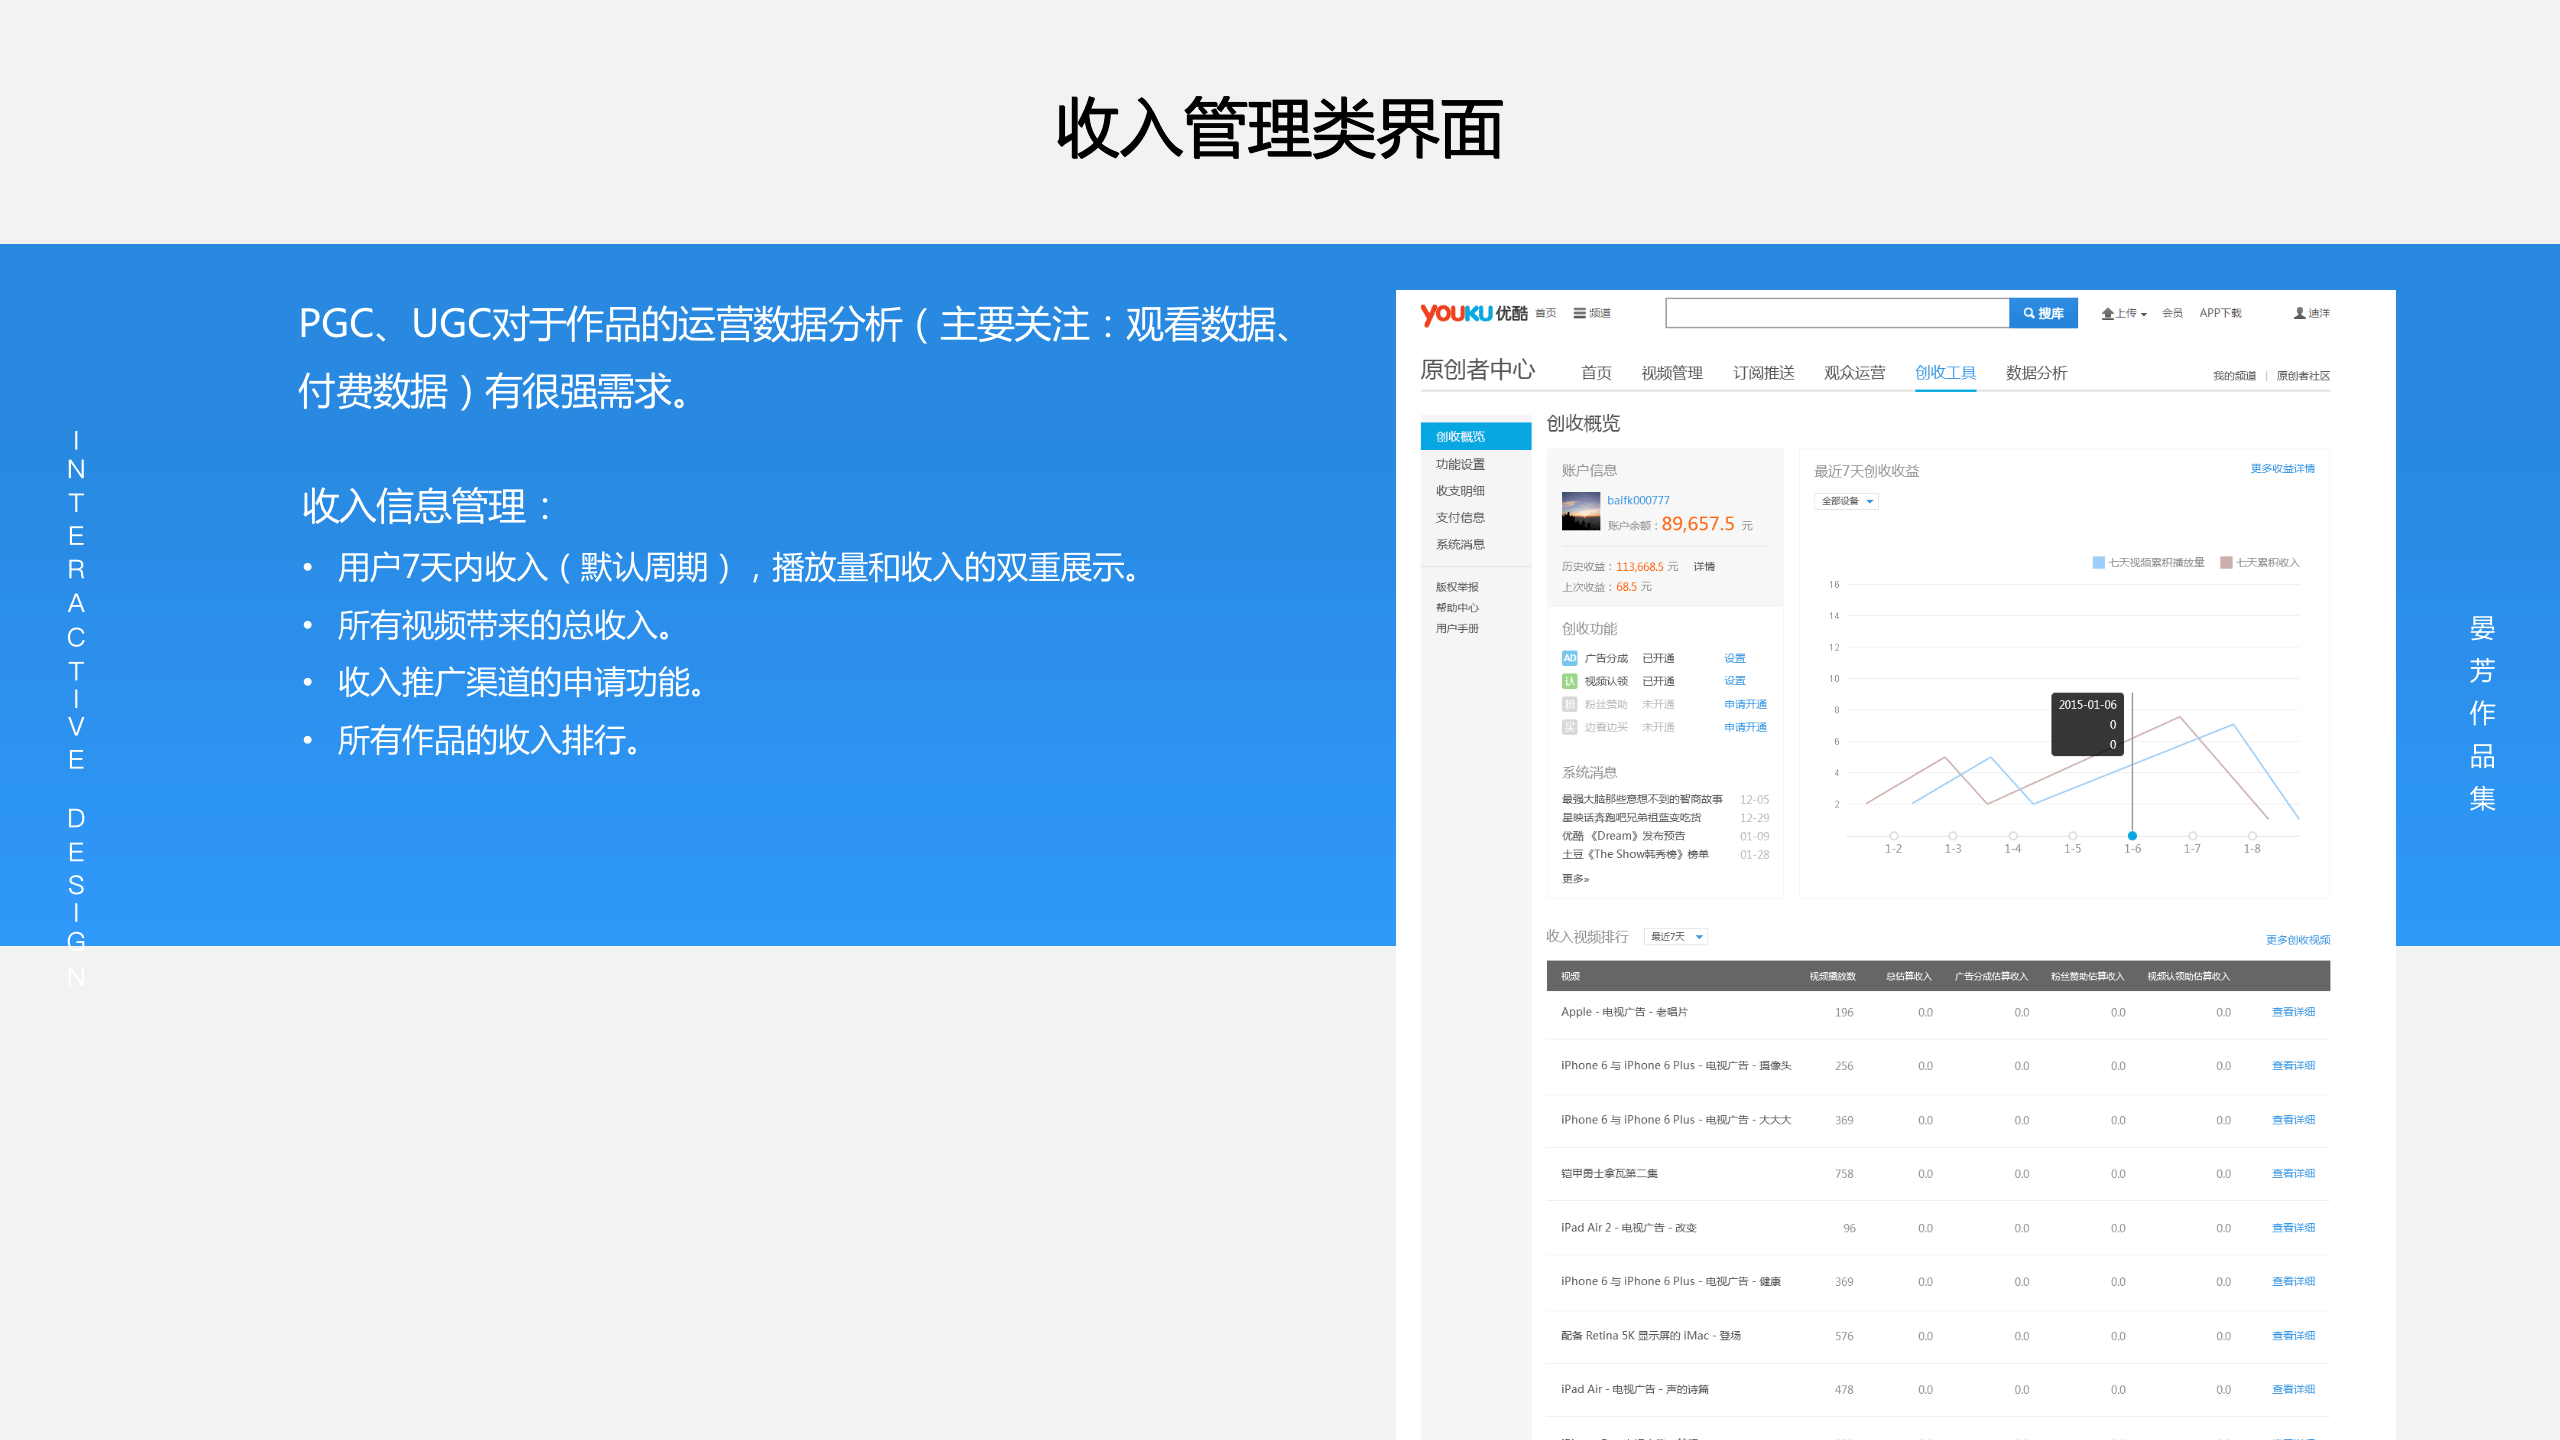 收入管理类界面
PGC、UGC对于作品的运营数据分析（主要关注：观看数据、
付费数据）有很强需求。
收入信息管理：
• 用户7天内收入（默认周期），播放量和收入的双重展示。
• 所有视频带来的总收入。
• 收入推广渠道的申请功能。
• 所有作品的收入排行。
INTERACTIVE DESIGN
晏芳作品集
YOUKU 优酷 首页 频道 搜库 上传 会员 APP下载 迪洋
原创者中心 首页 视频管理 订阅推送 观众运营 创收工具 数据分析 我的频道 | 原创者社区
创收概览
功能设置
收支明细
支付信息
系统消息
版权举报
帮助中心
用户手册
创收概览
账户信息
baifk000777
账户余额：89,657.5 元
历史收益：113,668.5 元 详情
上次收益：68.5 元
创收功能
AD 广告分成 已开通 设置
认 视频认领 已开通 设置
粉 粉丝赞助 未开通 申请开通
买 边看边买 未开通 申请开通
系统消息
最强大脑那些意想不到的智商故事 12-05
星映话奔跑吧兄弟祖蓝变吃货 12-29
优酷 《Dream》发布预告 01-09
土豆《The Show韩秀榜》榜单 01-28
更多»
最近7天创收收益 更多收益详情
全部设备
七天视频累积播放量 七天累积收入
16
14
12
10
8
6
4
2
2015-01-06
0
0
1-2 1-3 1-4 1-5 1-6 1-7 1-8
收入视频排行 最近7天 更多创收视频
视频 视频播放数 总估算收入 广告分成估算收入 粉丝赞助估算收入 视频认领助估算收入
Apple - 电视广告 - 老唱片 196 0.0 0.0 0.0 0.0 查看详细
iPhone 6 与 iPhone 6 Plus - 电视广告 - 摄像头 256 0.0 0.0 0.0 0.0 查看详细
iPhone 6 与 iPhone 6 Plus - 电视广告 - 大大大 369 0.0 0.0 0.0 0.0 查看详细
铠甲勇士拿瓦第二集 758 0.0 0.0 0.0 0.0 查看详细
iPad Air 2 - 电视广告 - 改变 96 0.0 0.0 0.0 0.0 查看详细
iPhone 6 与 iPhone 6 Plus - 电视广告 - 健康 369 0.0 0.0 0.0 0.0 查看详细
配备 Retina 5K 显示屏的 iMac - 登场 576 0.0 0.0 0.0 0.0 查看详细
iPad Air - 电视广告 - 声的诗篇 478 0.0 0.0 0.0 0.0 查看详细